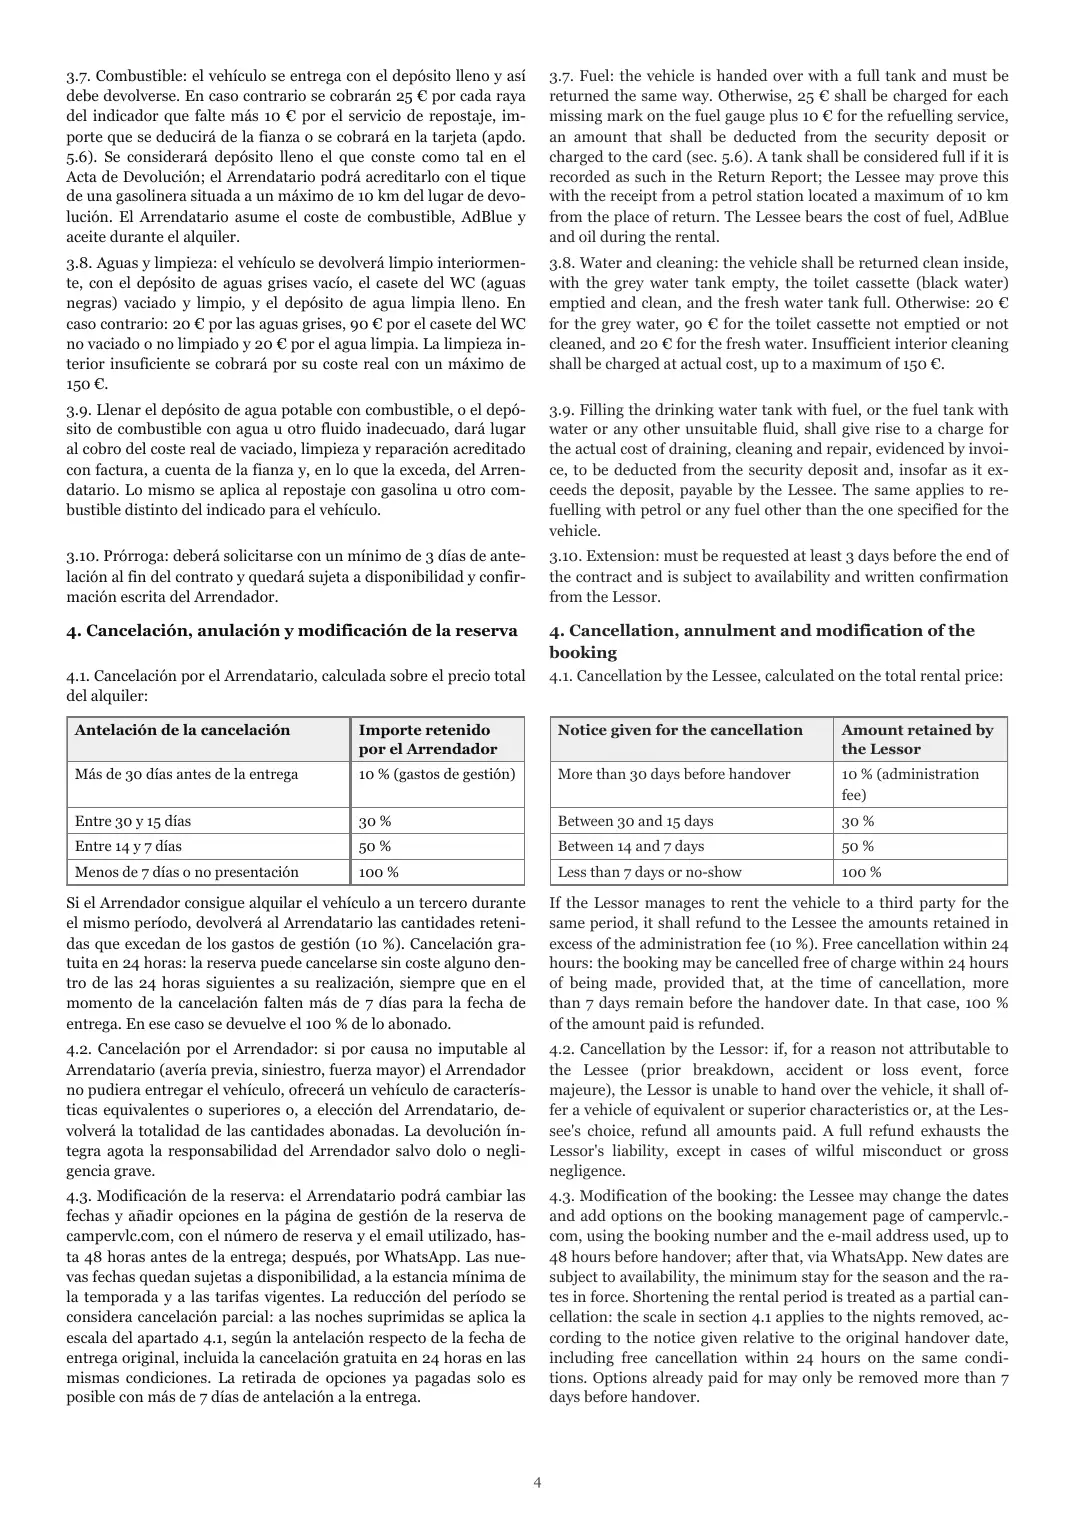 3.7. Combustible: el vehículo se entrega con el depósito lleno y así
debe devolverse. En caso contrario se cobrarán 25 € por cada raya
del indicador que falte más 10 € por el servicio de repostaje, im-
porte que se deducirá de la fianza o se cobrará en la tarjeta (apdo.
5.6). Se considerará depósito lleno el que conste como tal en el
Acta de Devolución; el Arrendatario podrá acreditarlo con el tique
de una gasolinera situada a un máximo de 10 km del lugar de devo-
lución. El Arrendatario asume el coste de combustible, AdBlue y
aceite durante el alquiler.
3.8. Aguas y limpieza: el vehículo se devolverá limpio interiormen-
te, con el depósito de aguas grises vacío, el casete del WC (aguas
negras) vaciado y limpio, y el depósito de agua limpia lleno. En
caso contrario: 20 € por las aguas grises, 90 € por el casete del WC
no vaciado o no limpiado y 20 € por el agua limpia. La limpieza in-
terior insuficiente se cobrará por su coste real con un máximo de
150 €.
3.9. Llenar el depósito de agua potable con combustible, o el depó-
sito de combustible con agua u otro fluido inadecuado, dará lugar
al cobro del coste real de vaciado, limpieza y reparación acreditado
con factura, a cuenta de la fianza y, en lo que la exceda, del Arren-
datario. Lo mismo se aplica al repostaje con gasolina u otro com-
bustible distinto del indicado para el vehículo.
3.10. Prórroga: deberá solicitarse con un mínimo de 3 días de ante-
lación al fin del contrato y quedará sujeta a disponibilidad y confir-
mación escrita del Arrendador.
4. Cancelación, anulación y modificación de la reserva
4.1. Cancelación por el Arrendatario, calculada sobre el precio total
del alquiler:
Antelación de la cancelación Importe retenido
por el Arrendador
Más de 30 días antes de la entrega 10 % (gastos de gestión)
Entre 30 y 15 días 30 %
Entre 14 y 7 días 50 %
Menos de 7 días o no presentación 100 %
Si el Arrendador consigue alquilar el vehículo a un tercero durante
el mismo período, devolverá al Arrendatario las cantidades reteni-
das que excedan de los gastos de gestión (10 %). Cancelación gra-
tuita en 24 horas: la reserva puede cancelarse sin coste alguno den-
tro de las 24 horas siguientes a su realización, siempre que en el
momento de la cancelación falten más de 7 días para la fecha de
entrega. En ese caso se devuelve el 100 % de lo abonado.
4.2. Cancelación por el Arrendador: si por causa no imputable al
Arrendatario (avería previa, siniestro, fuerza mayor) el Arrendador
no pudiera entregar el vehículo, ofrecerá un vehículo de caracterís-
ticas equivalentes o superiores o, a elección del Arrendatario, de-
volverá la totalidad de las cantidades abonadas. La devolución ín-
tegra agota la responsabilidad del Arrendador salvo dolo o negli-
gencia grave.
4.3. Modificación de la reserva: el Arrendatario podrá cambiar las
fechas y añadir opciones en la página de gestión de la reserva de
campervlc.com, con el número de reserva y el email utilizado, has-
ta 48 horas antes de la entrega; después, por WhatsApp. Las nue-
vas fechas quedan sujetas a disponibilidad, a la estancia mínima de
la temporada y a las tarifas vigentes. La reducción del período se
considera cancelación parcial: a las noches suprimidas se aplica la
escala del apartado 4.1, según la antelación respecto de la fecha de
entrega original, incluida la cancelación gratuita en 24 horas en las
mismas condiciones. La retirada de opciones ya pagadas solo es
posible con más de 7 días de antelación a la entrega.
3.7. Fuel: the vehicle is handed over with a full tank and must be
returned the same way. Otherwise, 25 € shall be charged for each
missing mark on the fuel gauge plus 10 € for the refuelling service,
an amount that shall be deducted from the security deposit or
charged to the card (sec. 5.6). A tank shall be considered full if it is
recorded as such in the Return Report; the Lessee may prove this
with the receipt from a petrol station located a maximum of 10 km
from the place of return. The Lessee bears the cost of fuel, AdBlue
and oil during the rental.
3.8. Water and cleaning: the vehicle shall be returned clean inside,
with the grey water tank empty, the toilet cassette (black water)
emptied and clean, and the fresh water tank full. Otherwise: 20 €
for the grey water, 90 € for the toilet cassette not emptied or not
cleaned, and 20 € for the fresh water. Insufficient interior cleaning
shall be charged at actual cost, up to a maximum of 150 €.
3.9. Filling the drinking water tank with fuel, or the fuel tank with
water or any other unsuitable fluid, shall give rise to a charge for
the actual cost of draining, cleaning and repair, evidenced by invoi-
ce, to be deducted from the security deposit and, insofar as it ex-
ceeds the deposit, payable by the Lessee. The same applies to re-
fuelling with petrol or any fuel other than the one specified for the
vehicle.
3.10. Extension: must be requested at least 3 days before the end of
the contract and is subject to availability and written confirmation
from the Lessor.
4. Cancellation, annulment and modification of the
booking
4.1. Cancellation by the Lessee, calculated on the total rental price:
Notice given for the cancellation Amount retained by
the Lessor
More than 30 days before handover 10 % (administration
fee)
Between 30 and 15 days 30 %
Between 14 and 7 days 50 %
Less than 7 days or no-show 100 %
If the Lessor manages to rent the vehicle to a third party for the
same period, it shall refund to the Lessee the amounts retained in
excess of the administration fee (10 %). Free cancellation within 24
hours: the booking may be cancelled free of charge within 24 hours
of being made, provided that, at the time of cancellation, more
than 7 days remain before the handover date. In that case, 100 %
of the amount paid is refunded.
4.2. Cancellation by the Lessor: if, for a reason not attributable to
the Lessee (prior breakdown, accident or loss event, force
majeure), the Lessor is unable to hand over the vehicle, it shall of-
fer a vehicle of equivalent or superior characteristics or, at the Les-
see's choice, refund all amounts paid. A full refund exhausts the
Lessor's liability, except in cases of wilful misconduct or gross
negligence.
4.3. Modification of the booking: the Lessee may change the dates
and add options on the booking management page of campervlc.-
com, using the booking number and the e-mail address used, up to
48 hours before handover; after that, via WhatsApp. New dates are
subject to availability, the minimum stay for the season and the ra-
tes in force. Shortening the rental period is treated as a partial can-
cellation: the scale in section 4.1 applies to the nights removed, ac-
cording to the notice given relative to the original handover date,
including free cancellation within 24 hours on the same condi-
tions. Options already paid for may only be removed more than 7
days before handover.
4